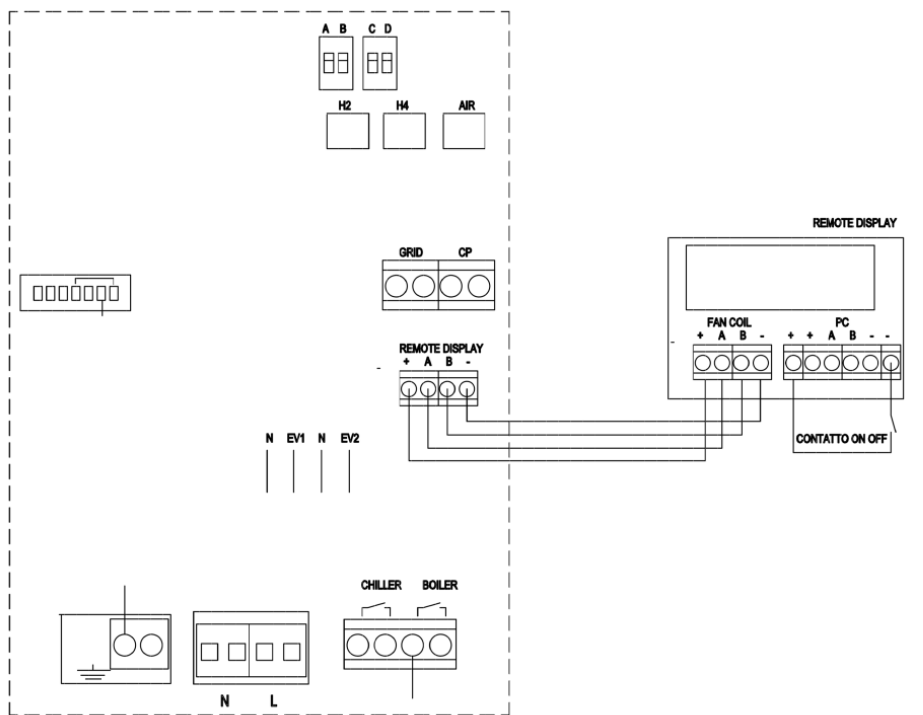 A B C D
H2 H4 AIR
REMOTE DISPLAY
GRID CP
FAN COIL PC
+ A B - + + A B - -
REMOTE DISPLAY
+ A B -
CONTATTO ON OFF
N EV1 N EV2
CHILLER BOILER
N L